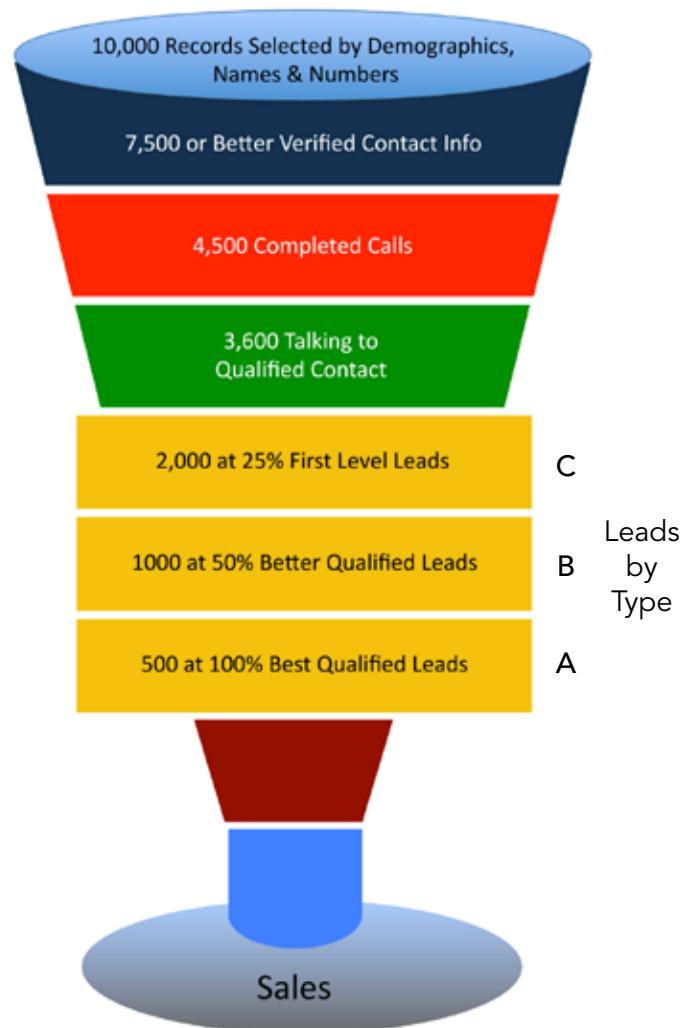 10,000 Records Selected by Demographics,
Names & Numbers
7,500 or Better Verified Contact Info
4,500 Completed Calls
3,600 Talking to
Qualified Contact
2,000 at 25% First Level Leads
C
1000 at 50% Better Qualified Leads
B
Leads
by
Type
500 at 100% Best Qualified Leads
A
Sales